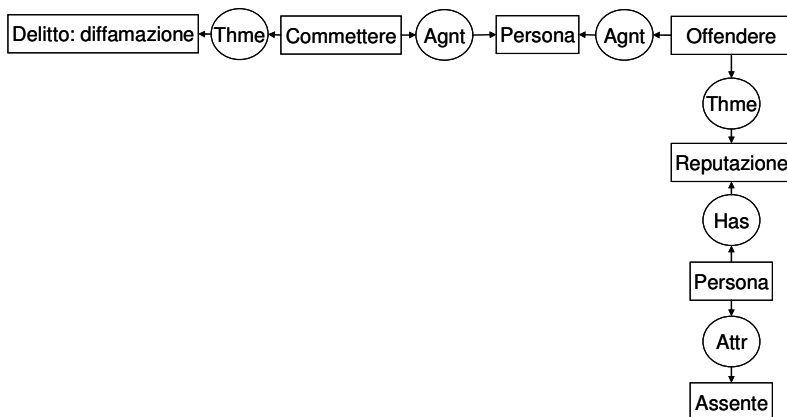 Delitto: diffamazione Thme Commettere Agnt Persona Agnt Offendere
Thme
Reputazione
Has
Persona
Attr
Assente